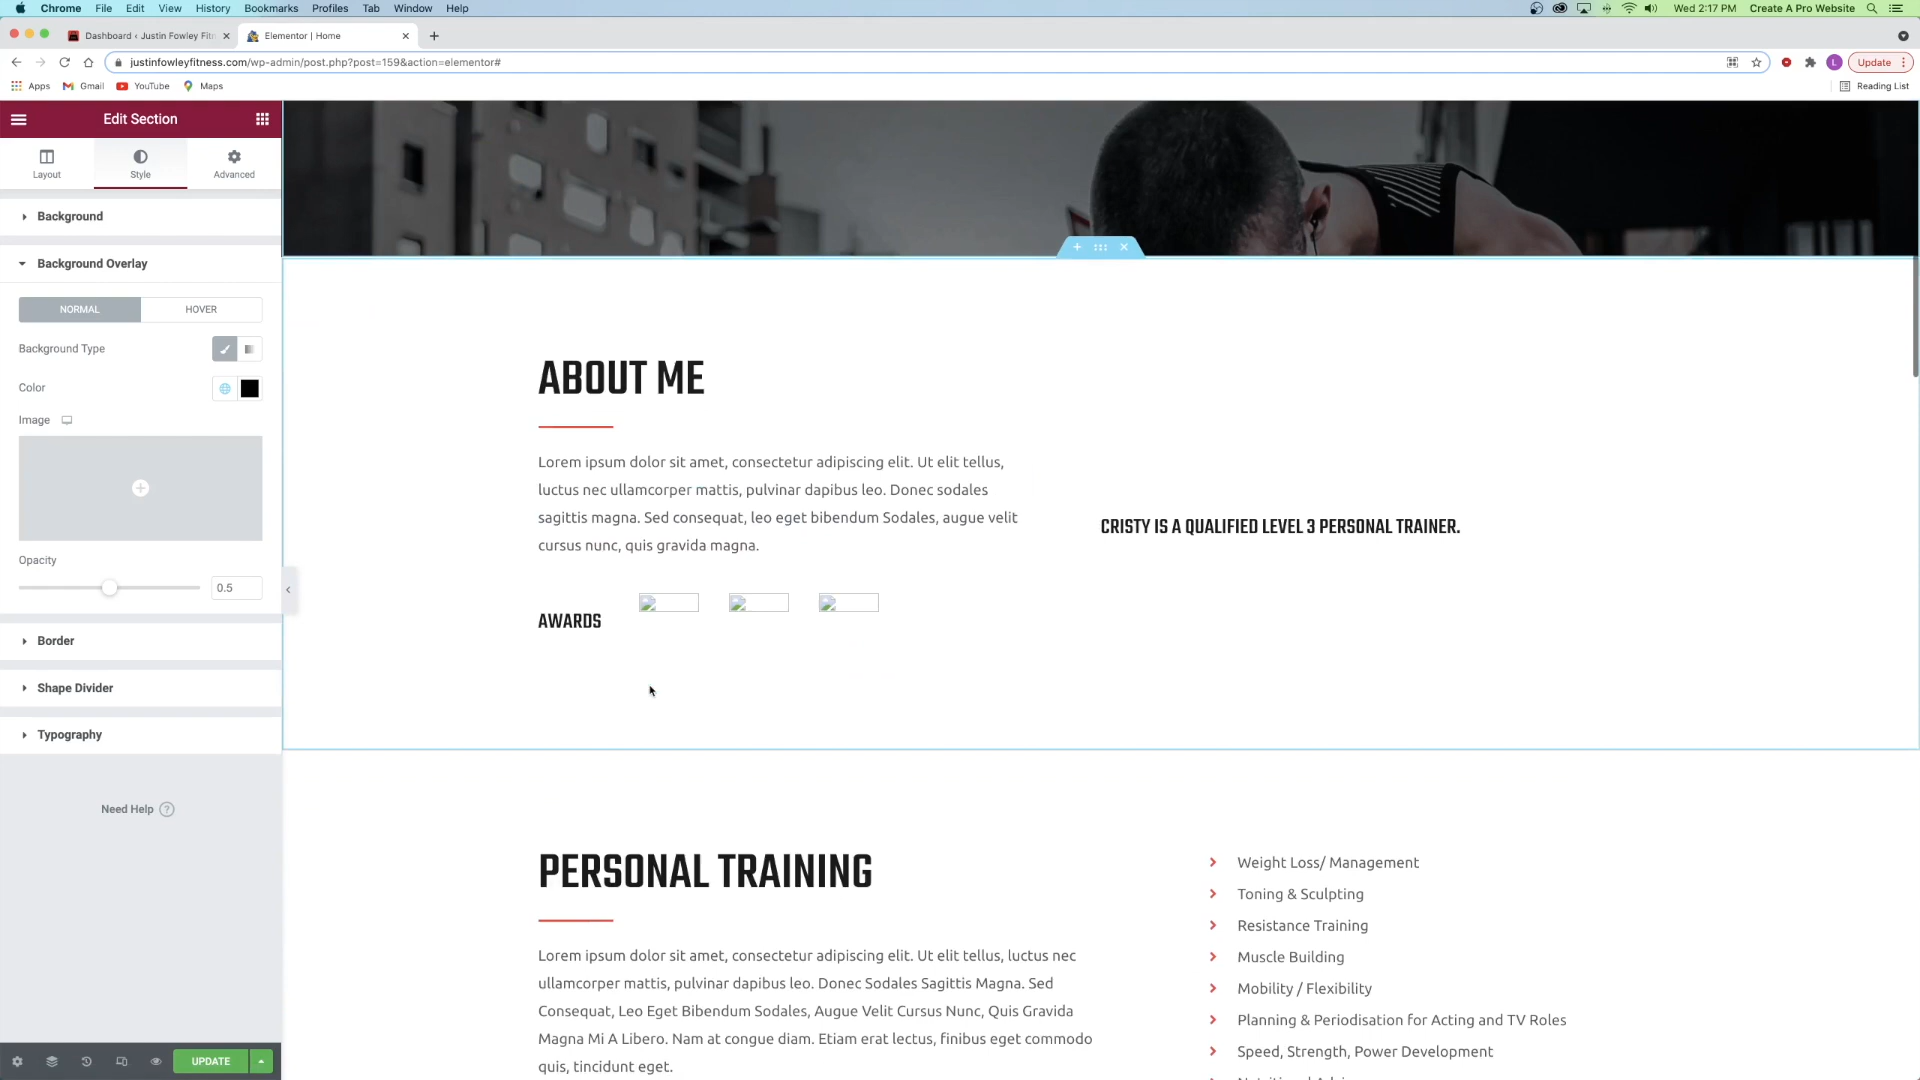 Chrome File Edit View History Bookmarks Profiles Tab Window Help Wed 2:17 PM Create A Pro Website
Dashboard ‹ Justin Fowley Fitn Elementor | Home
justinfowleyfitness.com/wp-admin/post.php?post=159&action=elementor#
L Update
Apps Gmail YouTube Maps Reading List
Edit Section
Layout Style Advanced
Background
Background Overlay
NORMAL HOVER
Background Type
Color
Image
Opacity
0.5
Border
Shape Divider
Typography
Need Help ?
UPDATE
ABOUT ME
Lorem ipsum dolor sit amet, consectetur adipiscing elit. Ut elit tellus,
luctus nec ullamcorper mattis, pulvinar dapibus leo. Donec sodales
sagittis magna. Sed consequat, leo eget bibendum Sodales, augue velit
cursus nunc, quis gravida magna.
CRISTY IS A QUALIFIED LEVEL 3 PERSONAL TRAINER.
AWARDS
PERSONAL TRAINING
Lorem ipsum dolor sit amet, consectetur adipiscing elit. Ut elit tellus, luctus nec
ullamcorper mattis, pulvinar dapibus leo. Donec Sodales Sagittis Magna. Sed
Consequat, Leo Eget Bibendum Sodales, Augue Velit Cursus Nunc, Quis Gravida
Magna Mi A Libero. Nam at congue diam. Etiam erat lectus, finibus eget commodo
quis, tincidunt eget.
Weight Loss/ Management
Toning & Sculpting
Resistance Training
Muscle Building
Mobility / Flexibility
Planning & Periodisation for Acting and TV Roles
Speed, Strength, Power Development